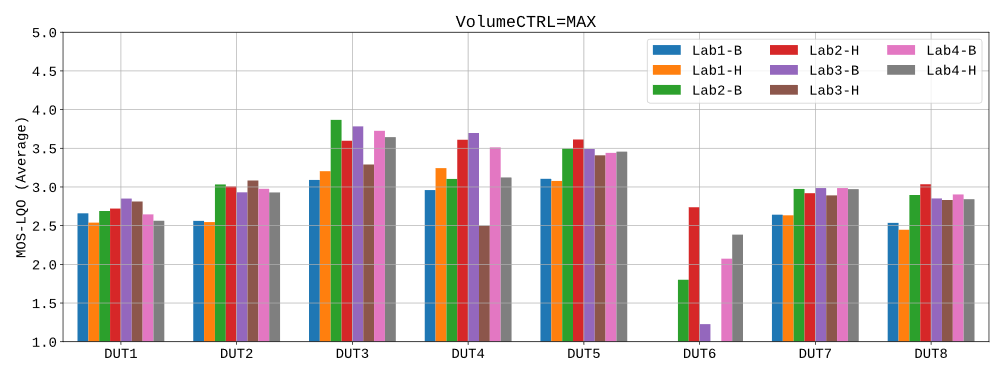 VolumeCTRL=MAX
MOS-LQO (Average)
5.0
4.5
4.0
3.5
3.0
2.5
2.0
1.5
1.0
Lab1-B
Lab1-H
Lab2-B
Lab2-H
Lab3-B
Lab3-H
Lab4-B
Lab4-H
DUT1 DUT2 DUT3 DUT4 DUT5 DUT6 DUT7 DUT8